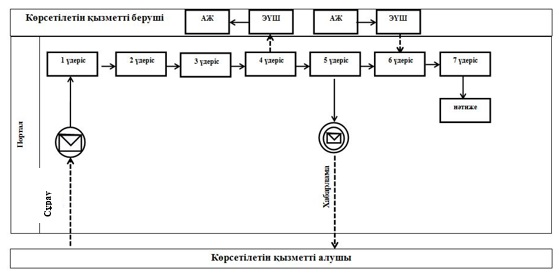 Көрсетілетін қызметті беруші
АЖ ЭҮШ АЖ ЭҮШ
1 үдеріс 2 үдеріс 3 үдеріс 4 үдеріс 5 үдеріс 6 үдеріс 7 үдеріс
нәтиже
Портал
Сұрау
Хабарлама
Көрсетілетін қызметті алушы